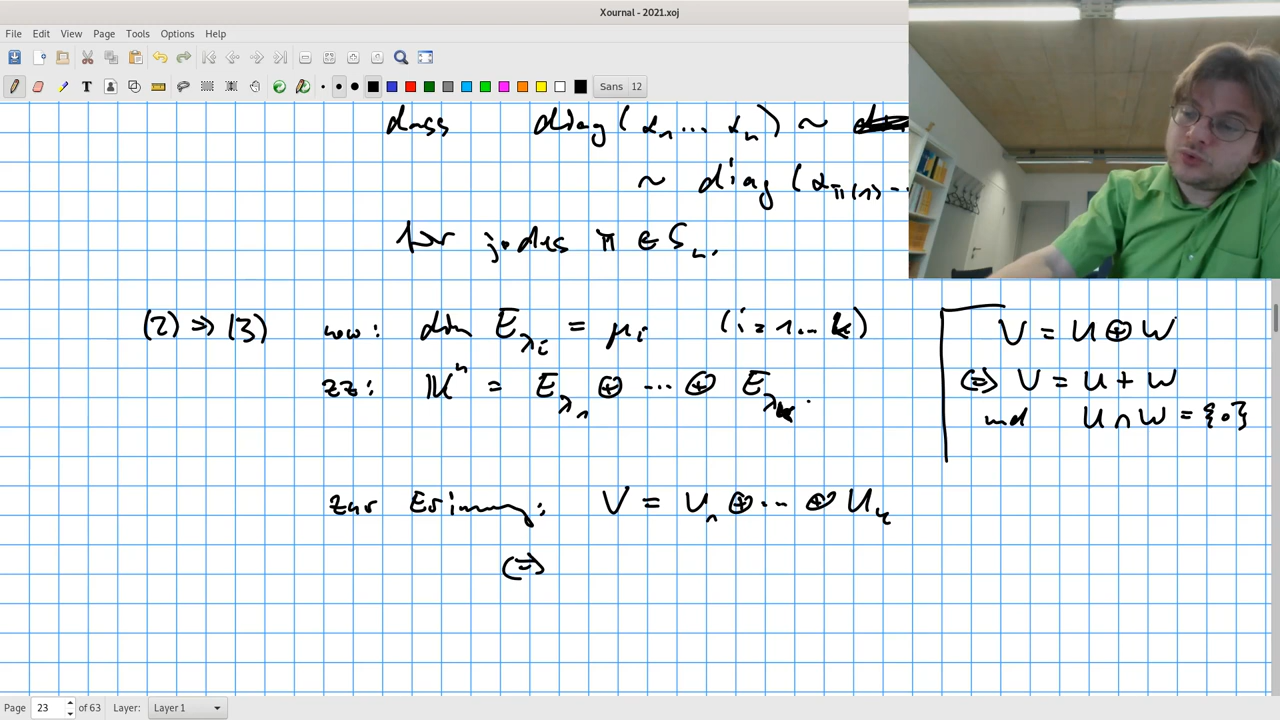 Xournal - 2021.xoj
File Edit View Page Tools Options Help
Sans 12
dass diag(α₁ ... αₙ) ~
~ diag(α_π(1) ...
für jedes π ∈ Sₙ.
(2) ⇒ (3) wow: dim E_λᵢ = μᵢ (i = 1 ... k)
zz: 𝕂ⁿ = E_λ₁ ⊕ ... ⊕ E_λₖ.
V = U ⊕ W
⇔ V = U + W
und U ∩ W = {0}
zur Erinnerung: V = U₁ ⊕ ... ⊕ Uₖ
⇔
Page 23 of 63 Layer: Layer 1